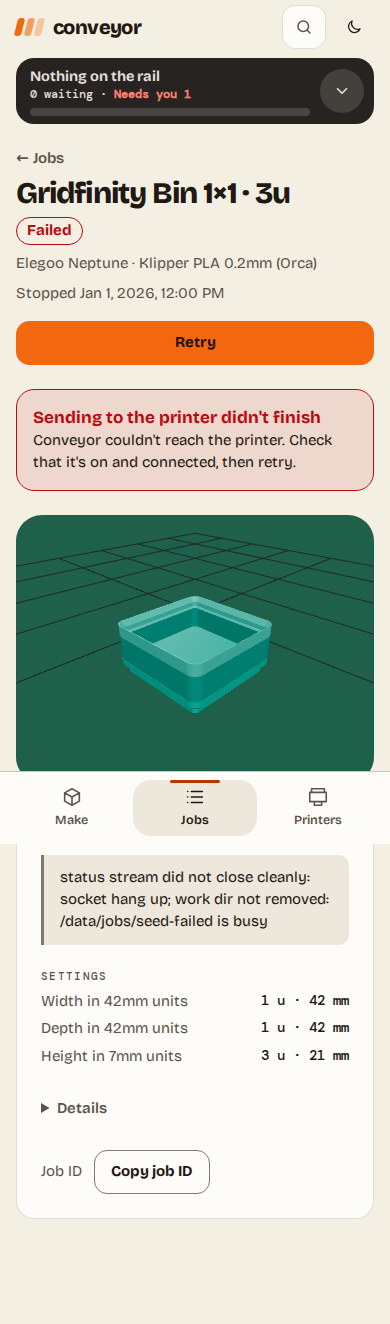 conveyor
Nothing on the rail
0 waiting · Needs you 1
← Jobs
Gridfinity Bin 1×1 · 3u
Failed
Elegoo Neptune · Klipper PLA 0.2mm (Orca)
Stopped Jan 1, 2026, 12:00 PM
Retry
Sending to the printer didn't finish
Conveyor couldn't reach the printer. Check
that it's on and connected, then retry.
Make
Jobs
Printers
status stream did not close cleanly:
socket hang up; work dir not removed:
/data/jobs/seed-failed is busy
SETTINGS
Width in 42mm units 1 u · 42 mm
Depth in 42mm units 1 u · 42 mm
Height in 7mm units 3 u · 21 mm
Details
Job ID Copy job ID